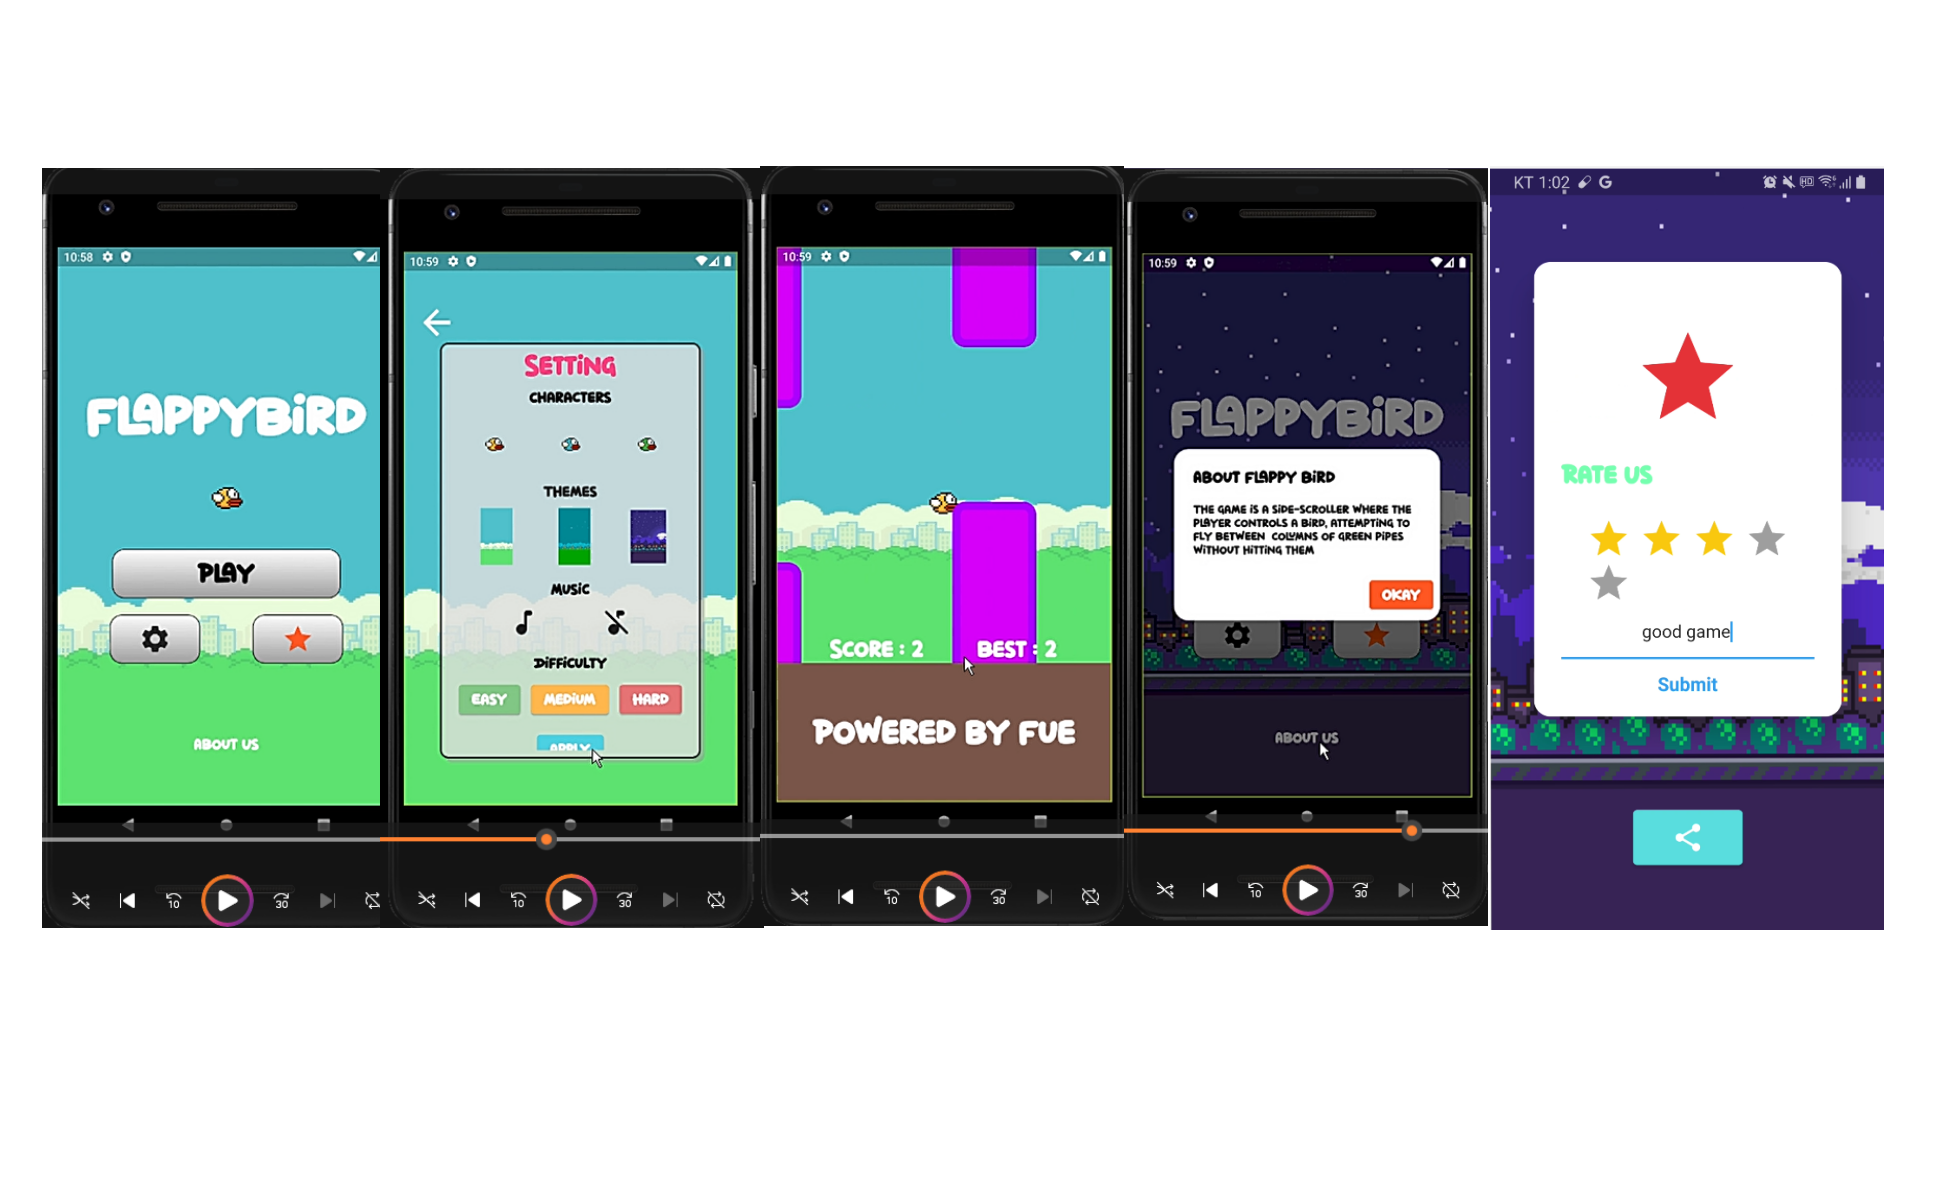 10:58
FLAPPYBiRD
PLAY
ABOUT US
10
30
10:59
SETTiNG
CHARACTERS
THEMES
MUSiC
DiFFiCULTY
EASY
MEDiUM
HARD
APPLY
10
30
10:59
SCORE : 2
BEST : 2
POWERED BY FUE
10
30
10:59
FLAPPYBiRD
ABOUT FLAPPY BiRD
THE GAME iS A SiDE-SCROLLER WHERE THE
PLAYER CONTROLS A BiRD, ATTEMPTiNG TO
FLY BETWEEN COLUMNS OF GREEN PiPES
WiTHOUT HiTTiNG THEM
OKAY
ABOUT US
10
30
KT 1:02
G
HD
RATE US
good game
Submit